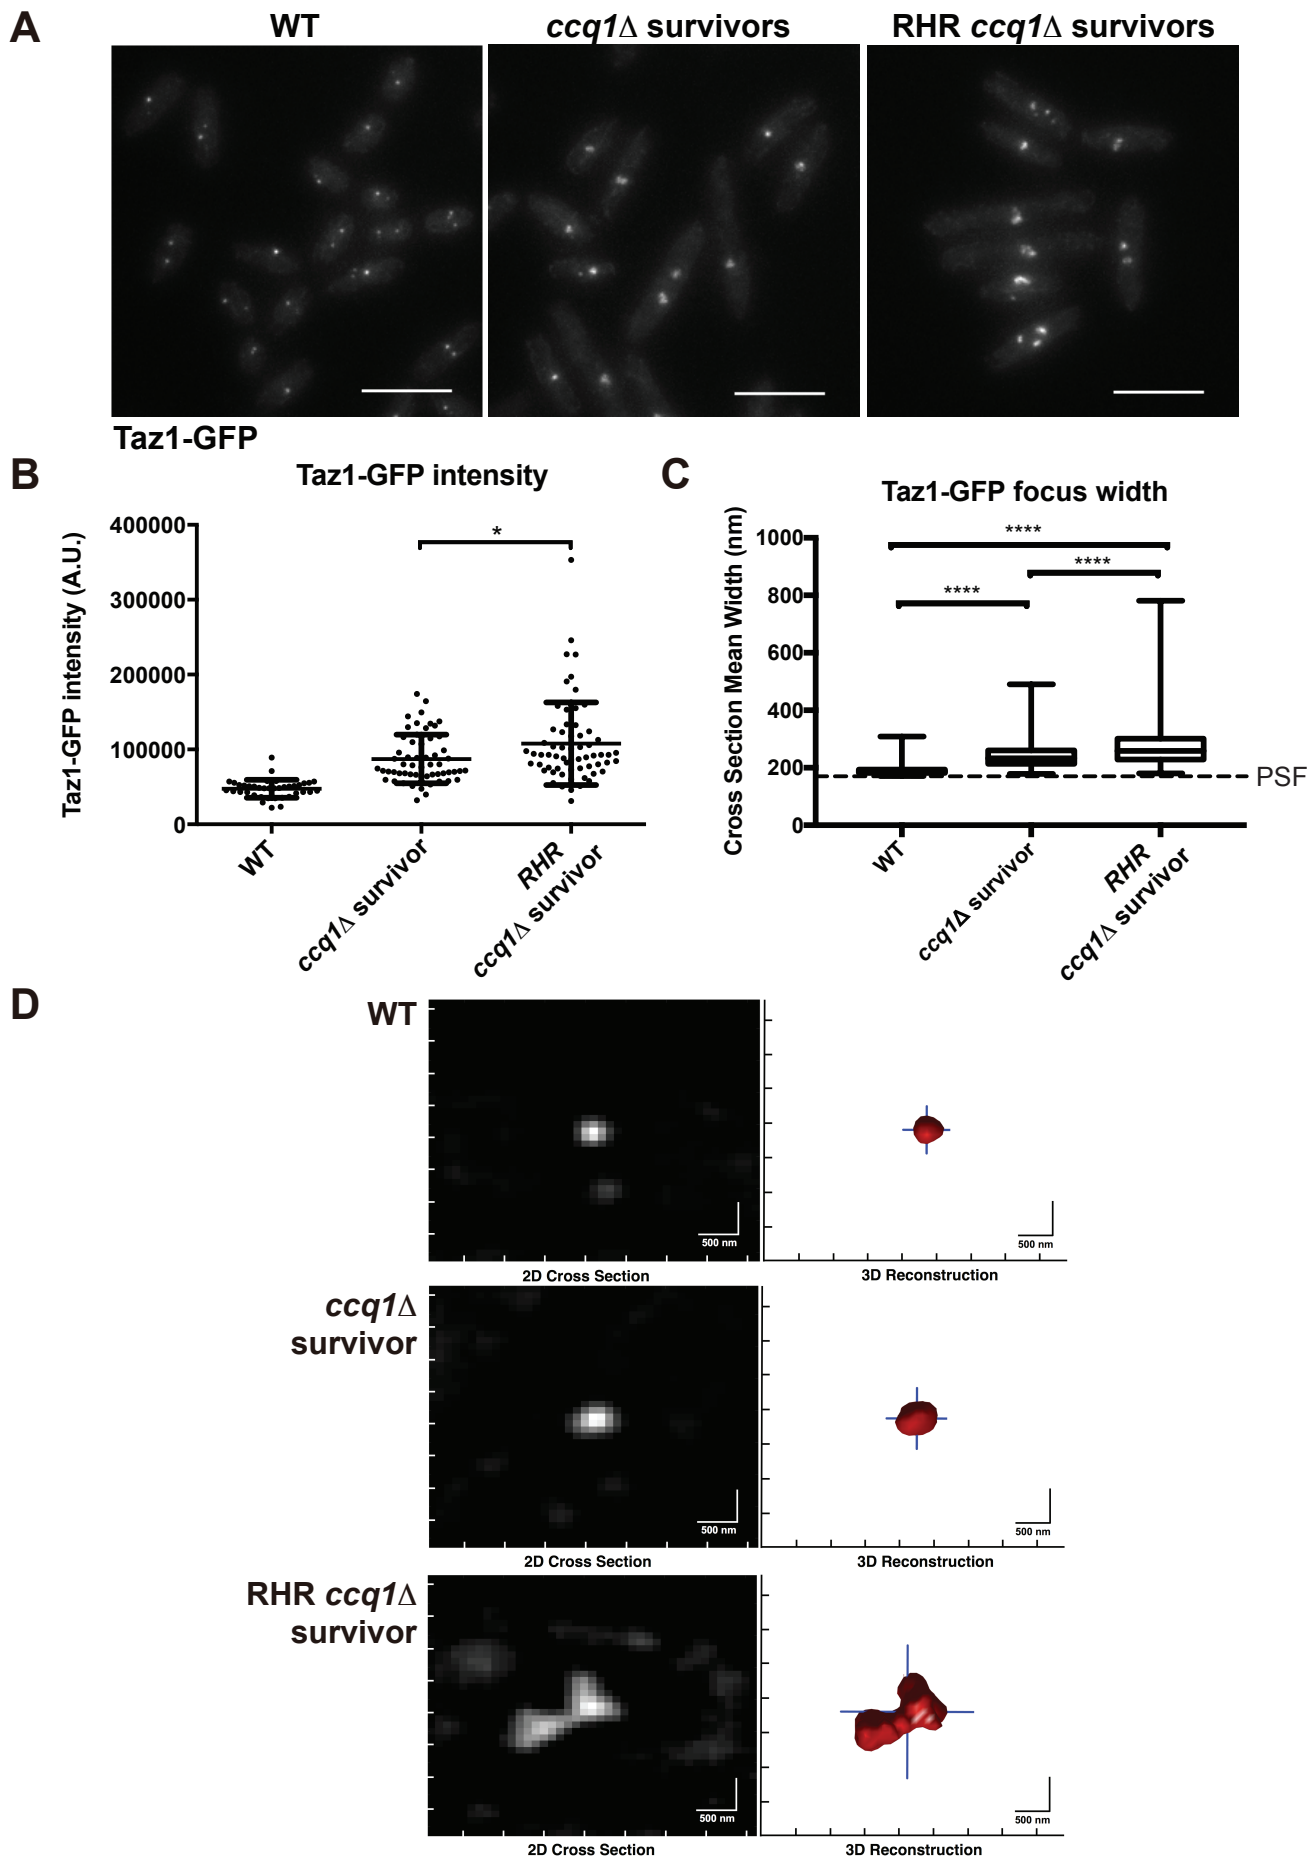 A
WT
ccq1Δ survivors
RHR ccq1Δ survivors
Taz1-GFP
B
Taz1-GFP intensity
Taz1-GFP intensity (A.U.)
400000
300000
200000
100000
0
*
WT
ccq1Δ survivor
RHR
ccq1Δ survivor
C
Taz1-GFP focus width
Cross Section Mean Width (nm)
1000
800
600
400
200
0
****
****
****
PSF
WT
ccq1Δ survivor
RHR
ccq1Δ survivor
D
WT
500 nm
500 nm
2D Cross Section
3D Reconstruction
ccq1Δ
survivor
500 nm
500 nm
2D Cross Section
3D Reconstruction
RHR ccq1Δ
survivor
500 nm
500 nm
2D Cross Section
3D Reconstruction